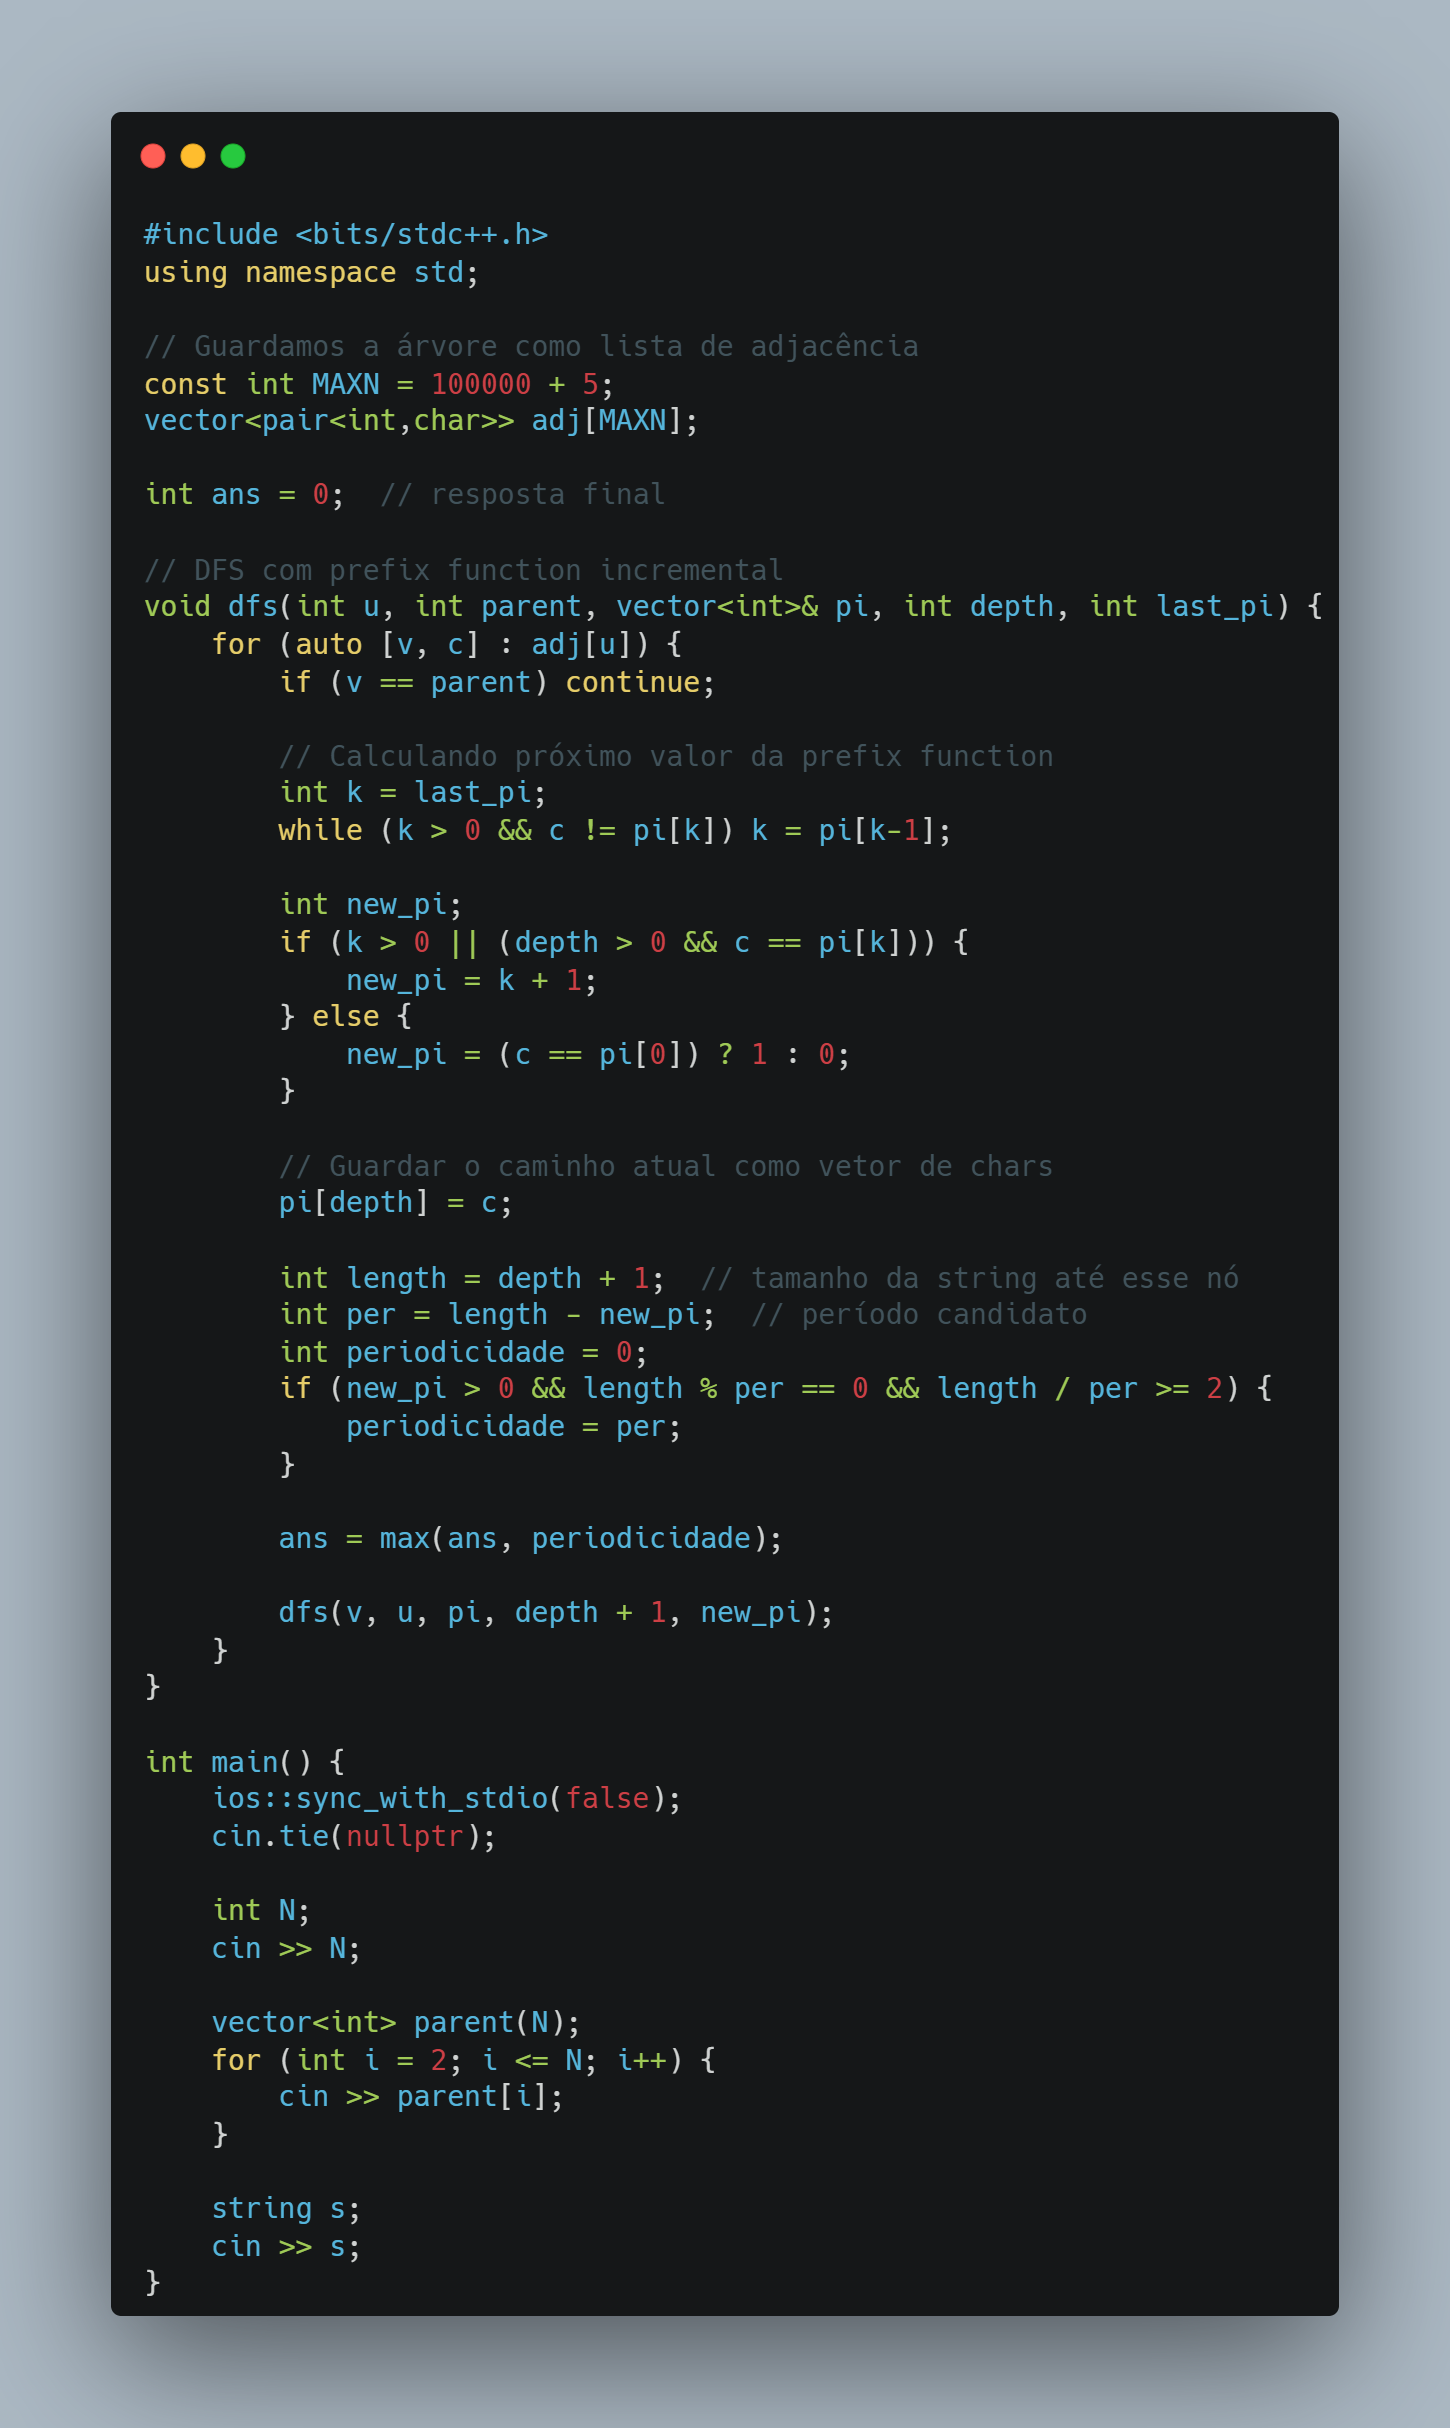 #include <bits/stdc++.h>
using namespace std;

// Guardamos a árvore como lista de adjacência
const int MAXN = 100000 + 5;
vector<pair<int,char>> adj[MAXN];

int ans = 0;  // resposta final

// DFS com prefix function incremental
void dfs(int u, int parent, vector<int>& pi, int depth, int last_pi) {
    for (auto [v, c] : adj[u]) {
        if (v == parent) continue;

        // Calculando próximo valor da prefix function
        int k = last_pi;
        while (k > 0 && c != pi[k]) k = pi[k-1];

        int new_pi;
        if (k > 0 || (depth > 0 && c == pi[k])) {
            new_pi = k + 1;
        } else {
            new_pi = (c == pi[0]) ? 1 : 0;
        }

        // Guardar o caminho atual como vetor de chars
        pi[depth] = c;

        int length = depth + 1;  // tamanho da string até esse nó
        int per = length - new_pi;  // período candidato
        int periodicidade = 0;
        if (new_pi > 0 && length % per == 0 && length / per >= 2) {
            periodicidade = per;
        }

        ans = max(ans, periodicidade);

        dfs(v, u, pi, depth + 1, new_pi);
    }
}

int main() {
    ios::sync_with_stdio(false);
    cin.tie(nullptr);

    int N;
    cin >> N;

    vector<int> parent(N);
    for (int i = 2; i <= N; i++) {
        cin >> parent[i];
    }

    string s;
    cin >> s;
}